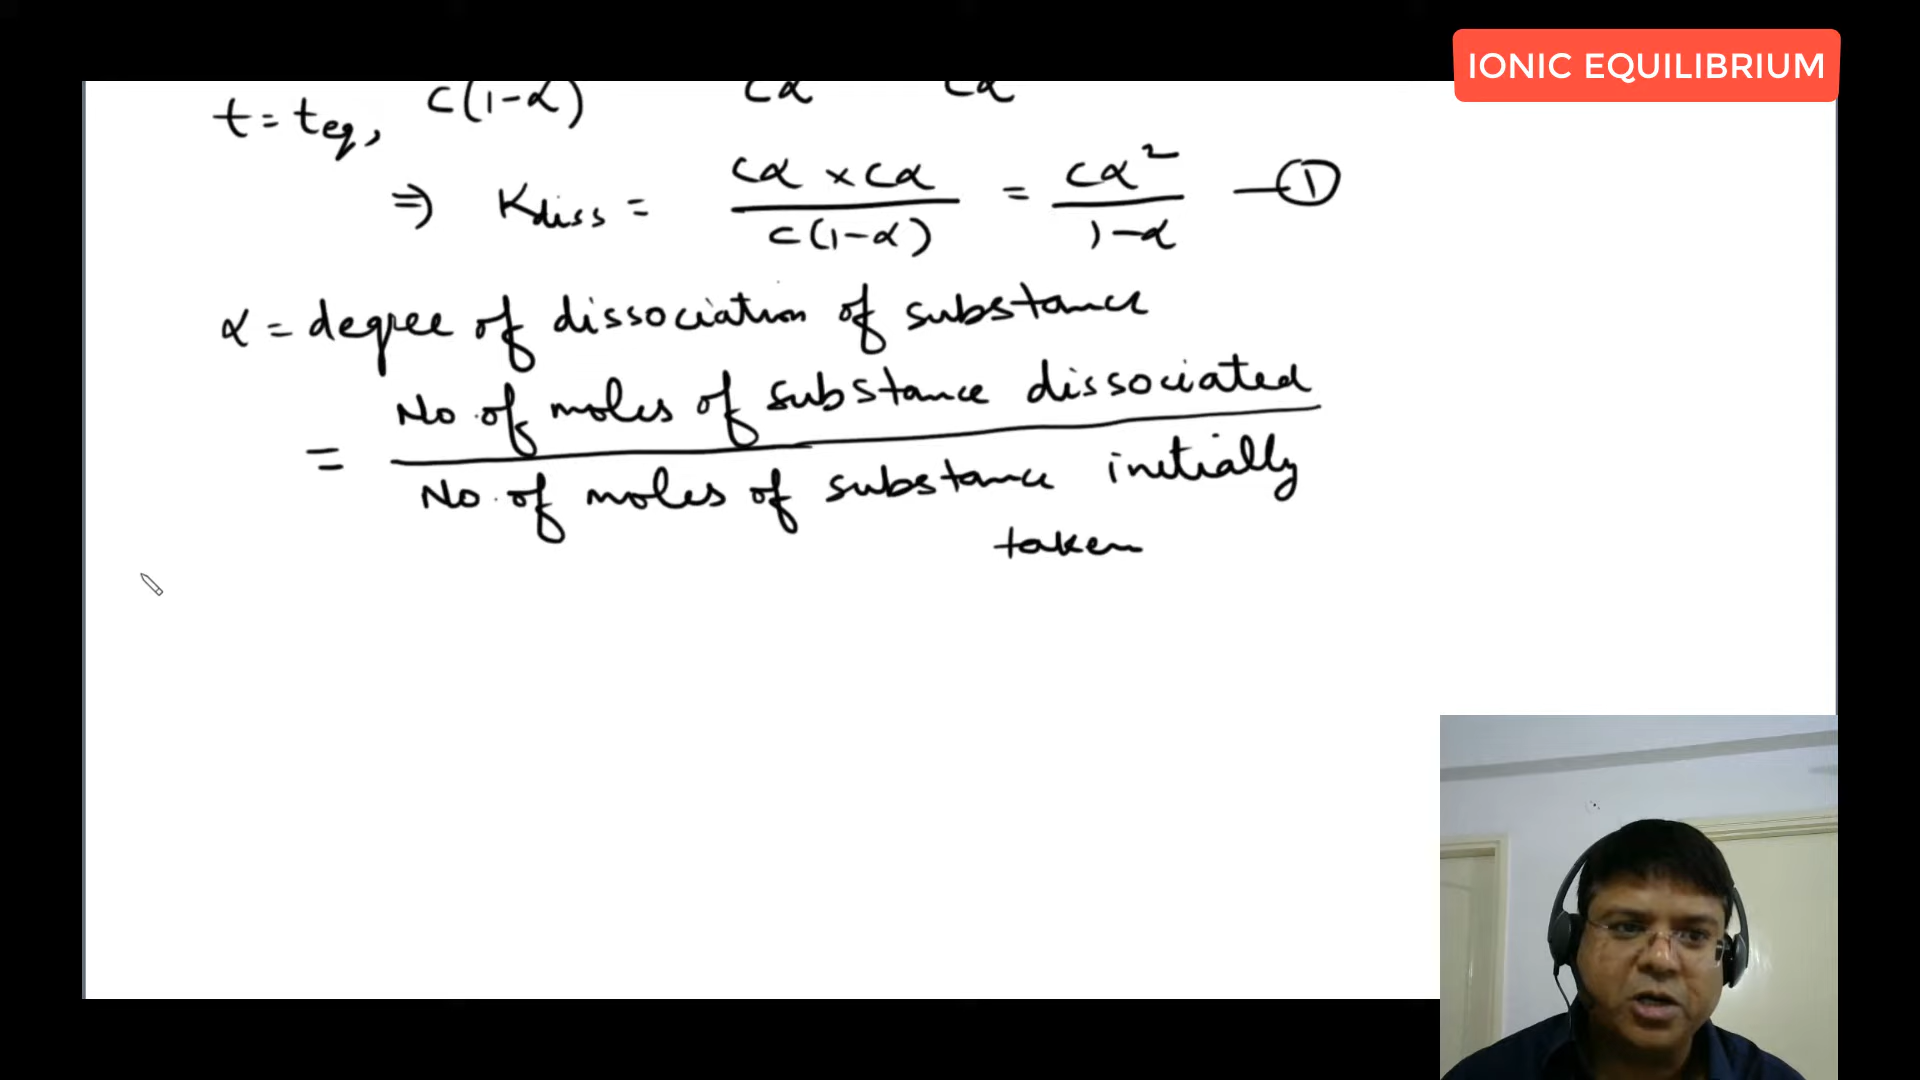 IONIC EQUILIBRIUM
t = teq, c(1-α) cα cα
⇒ Kdiss = cα × cα / c(1-α) = cα² / 1-α —①
α = degree of dissociation of substance
= No. of moles of substance dissociated
No. of moles of substance initially
taken